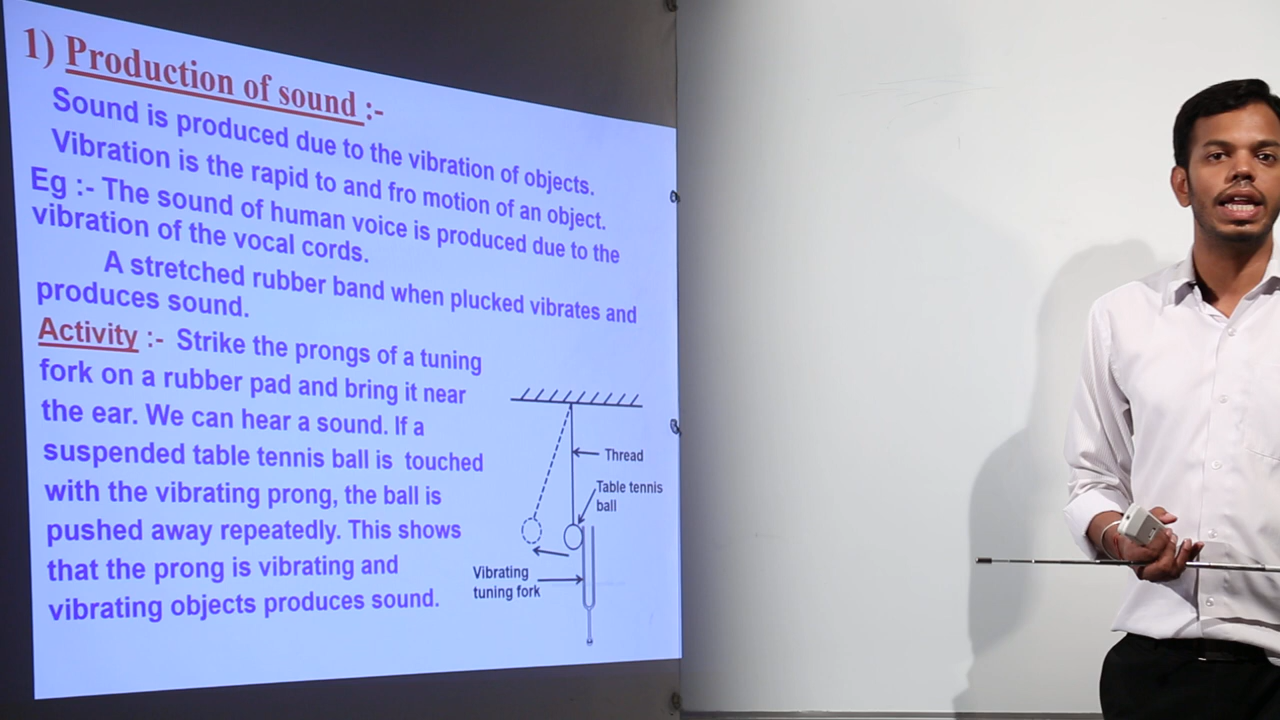 1) Production of sound :-
Sound is produced due to the vibration of objects.
Vibration is the rapid to and fro motion of an object.
Eg :- The sound of human voice is produced due to the
vibration of the vocal cords.
A stretched rubber band when plucked vibrates and
produces sound.
Activity :- Strike the prongs of a tuning
fork on a rubber pad and bring it near
the ear. We can hear a sound. If a
suspended table tennis ball is touched
with the vibrating prong, the ball is
pushed away repeatedly. This shows
that the prong is vibrating and
vibrating objects produces sound.
Thread
Table tennis
ball
Vibrating
tuning fork